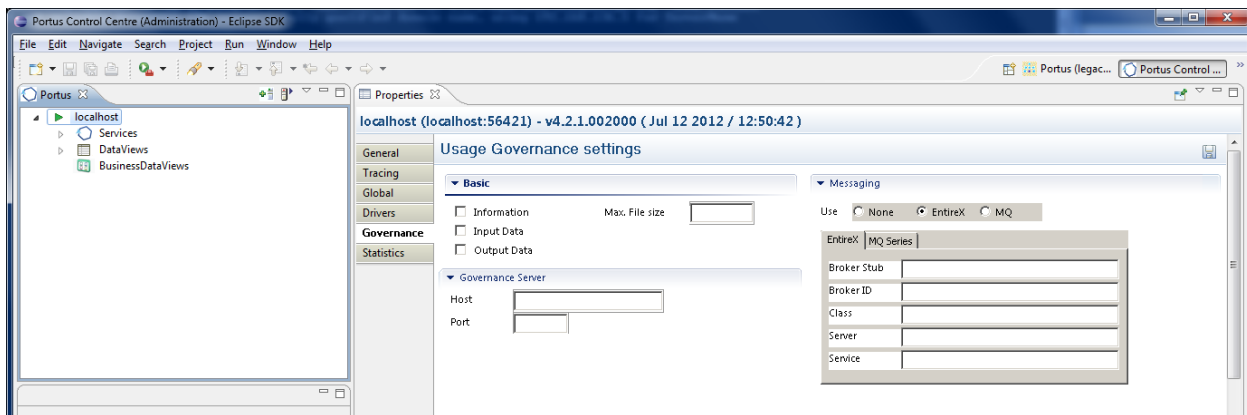 Portus Control Centre (Administration) - Eclipse SDK
File Edit Navigate Search Project Run Window Help
Portus (legac... Portus Control ... »
Portus
localhost
Services
DataViews
BusinessDataViews
Properties
localhost (localhost:56421) - v4.2.1.002000 ( Jul 12 2012 / 12:50:42 )
General
Tracing
Global
Drivers
Governance
Statistics
Usage Governance settings
Basic
Information Max. File size
Input Data
Output Data
Governance Server
Host
Port
Messaging
Use None EntireX MQ
EntireX MQ Series
Broker Stub
Broker ID
Class
Server
Service